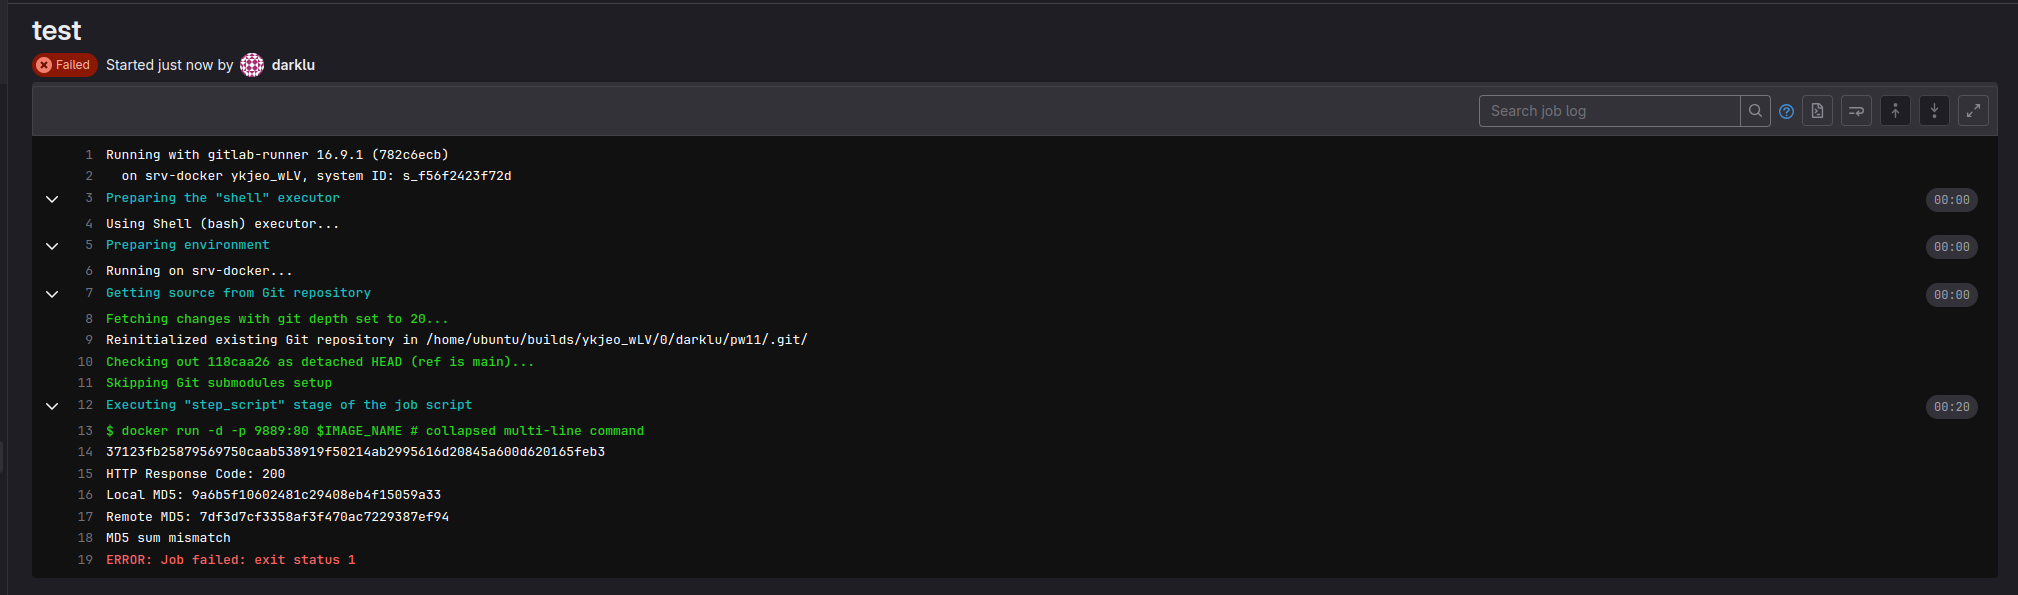 test
Failed Started just now by darklu
Search job log
1 Running with gitlab-runner 16.9.1 (782c6ecb)
2 on srv-docker ykjeo_wLV, system ID: s_f56f2423f72d
3 Preparing the "shell" executor 00:00
4 Using Shell (bash) executor...
5 Preparing environment 00:00
6 Running on srv-docker...
7 Getting source from Git repository 00:00
8 Fetching changes with git depth set to 20...
9 Reinitialized existing Git repository in /home/ubuntu/builds/ykjeo_wLV/0/darklu/pw11/.git/
10 Checking out 118caa26 as detached HEAD (ref is main)...
11 Skipping Git submodules setup
12 Executing "step_script" stage of the job script 00:20
13 $ docker run -d -p 9889:80 $IMAGE_NAME # collapsed multi-line command
14 37123fb25879569750caab538919f50214ab2995616d20845a600d620165feb3
15 HTTP Response Code: 200
16 Local MD5: 9a6b5f10602481c29408eb4f15059a33
17 Remote MD5: 7df3d7cf3358af3f470ac7229387ef94
18 MD5 sum mismatch
19 ERROR: Job failed: exit status 1